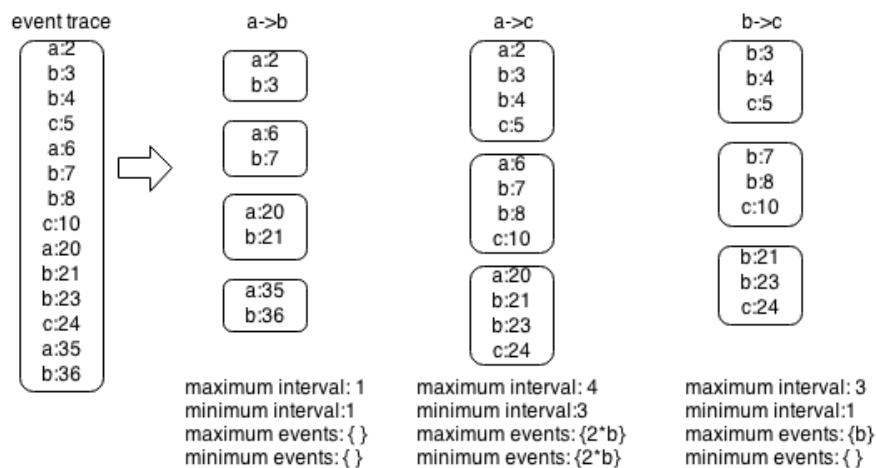 event trace
a:2
b:3
b:4
c:5
a:6
b:7
b:8
c:10
a:20
b:21
b:23
c:24
a:35
b:36
a->b
a:2
b:3
a:6
b:7
a:20
b:21
a:35
b:36
maximum interval: 1
minimum interval:1
maximum events: { }
minimum events: { }
a->c
a:2
b:3
b:4
c:5
a:6
b:7
b:8
c:10
a:20
b:21
b:23
c:24
maximum interval: 4
minimum interval:3
maximum events: {2*b}
minimum events: {2*b}
b->c
b:3
b:4
c:5
b:7
b:8
c:10
b:21
b:23
c:24
maximum interval: 3
minimum interval:1
maximum events: {b}
minimum events: { }